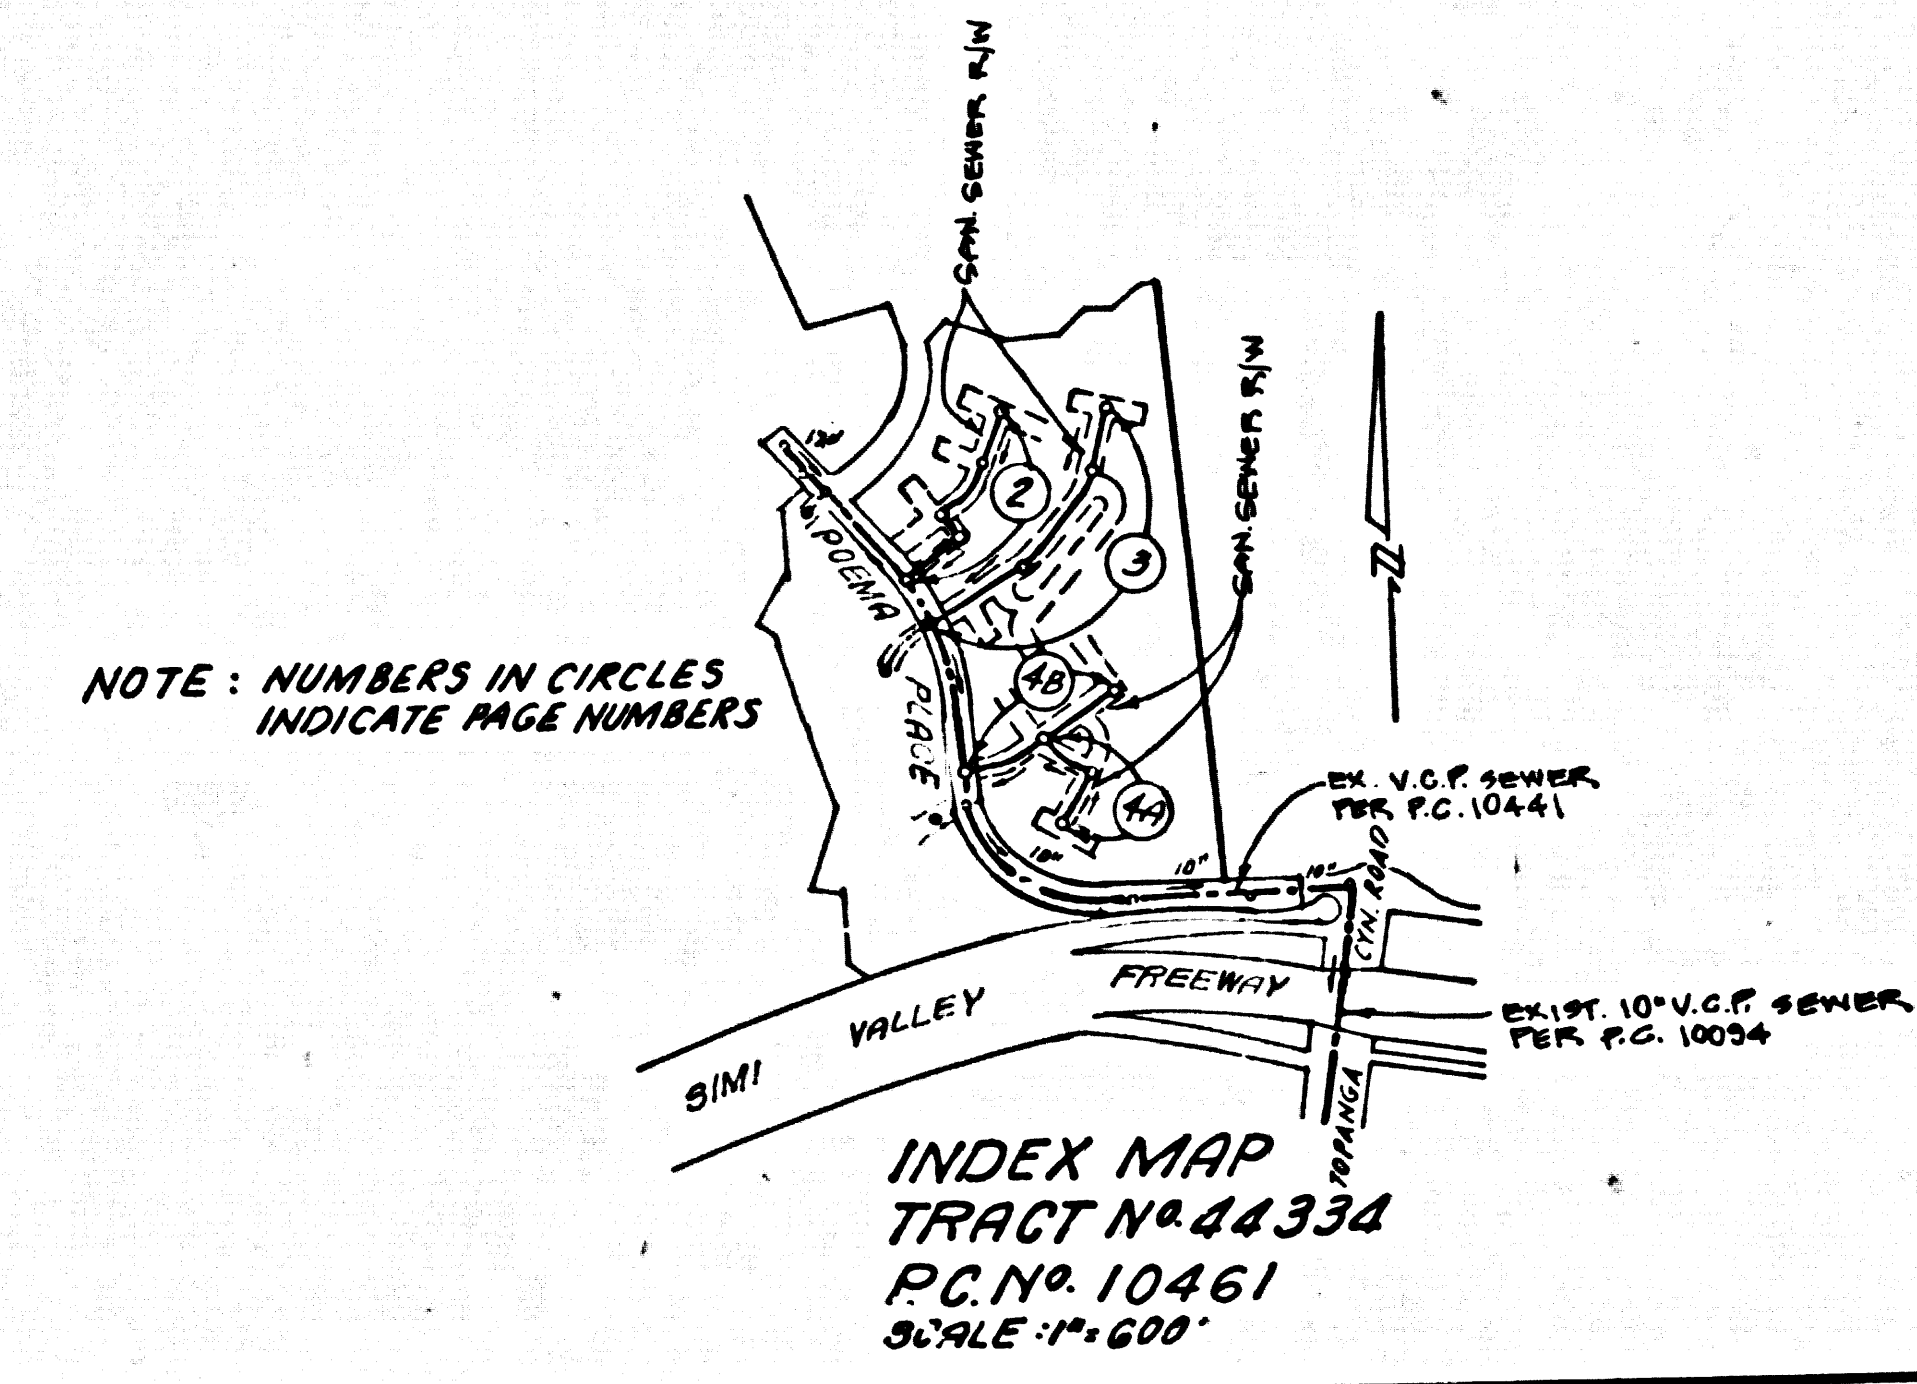 SAN. SEWER R/W
SAN. SEWER R/W
2
3
POEMA
NOTE : NUMBERS IN CIRCLES
INDICATE PAGE NUMBERS
4B
PLACE
4A
EX. V.C.P. SEWER
PER P.C. 10441
10"
10"
10"
CYN. ROAD
FREEWAY
VALLEY
SIMI
EXIST. 10" V.C.P. SEWER
PER P.C. 10094
TOPANGA
INDEX MAP
TRACT No. 44334
P.C. No. 10461
SCALE : 1" = 600'